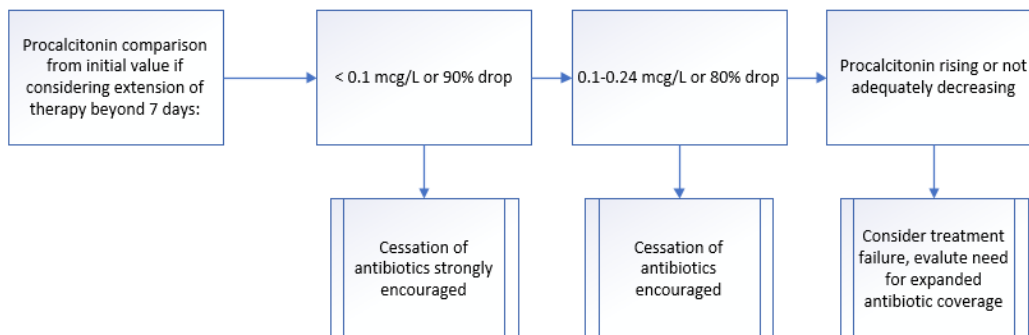 Procalcitonin comparison
from initial value if
considering extension of
therapy beyond 7 days:
< 0.1 mcg/L or 90% drop
0.1-0.24 mcg/L or 80% drop
Procalcitonin rising or not
adequately decreasing
Cessation of
antibiotics strongly
encouraged
Cessation of
antibiotics
encouraged
Consider treatment
failure, evalute need
for expanded
antibiotic coverage